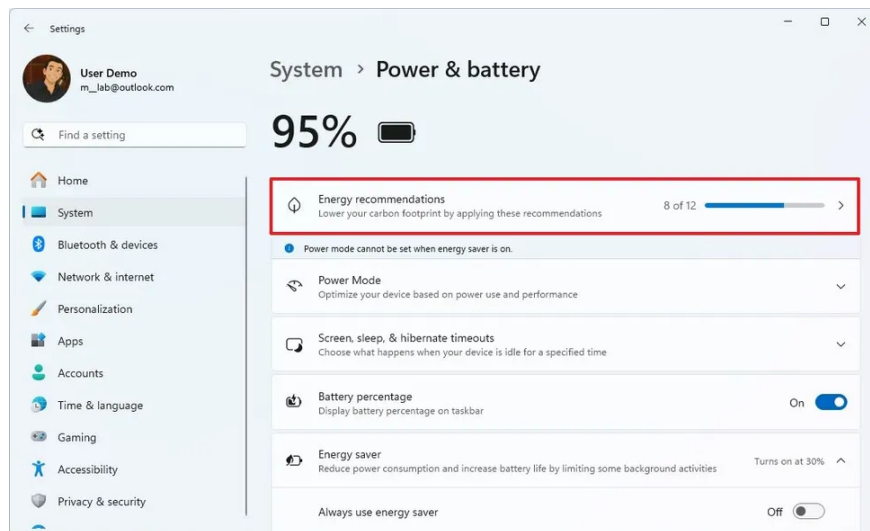 Settings
User Demo
m__lab@outlook.com
Find a setting
Home
System
Bluetooth & devices
Network & internet
Personalization
Apps
Accounts
Time & language
Gaming
Accessibility
Privacy & security
System > Power & battery
95%
Energy recommendations
Lower your carbon footprint by applying these recommendations
8 of 12
Power mode cannot be set when energy saver is on.
Power Mode
Optimize your device based on power use and performance
Screen, sleep, & hibernate timeouts
Choose what happens when your device is idle for a specified time
Battery percentage
Display battery percentage on taskbar
On
Energy saver
Reduce power consumption and increase battery life by limiting some background activities
Turns on at 30%
Always use energy saver
Off